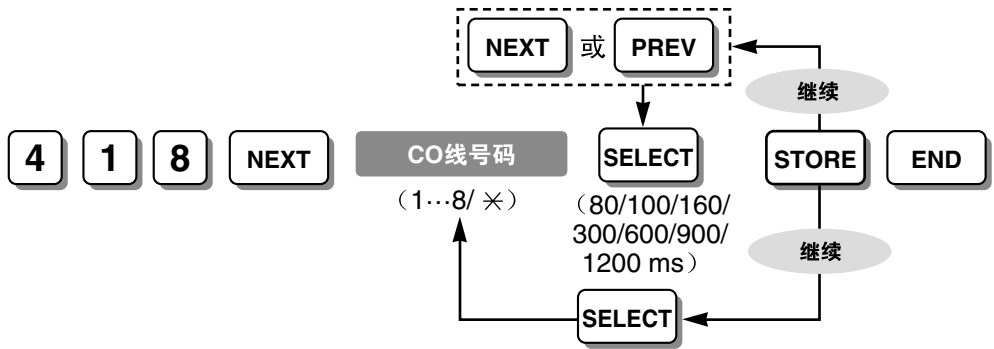 NEXT 或 PREV
继续
4 1 8 NEXT CO线号码 SELECT STORE END
（1…8/ ✳）
（80/100/160/
300/600/900/
1200 ms）
继续
SELECT